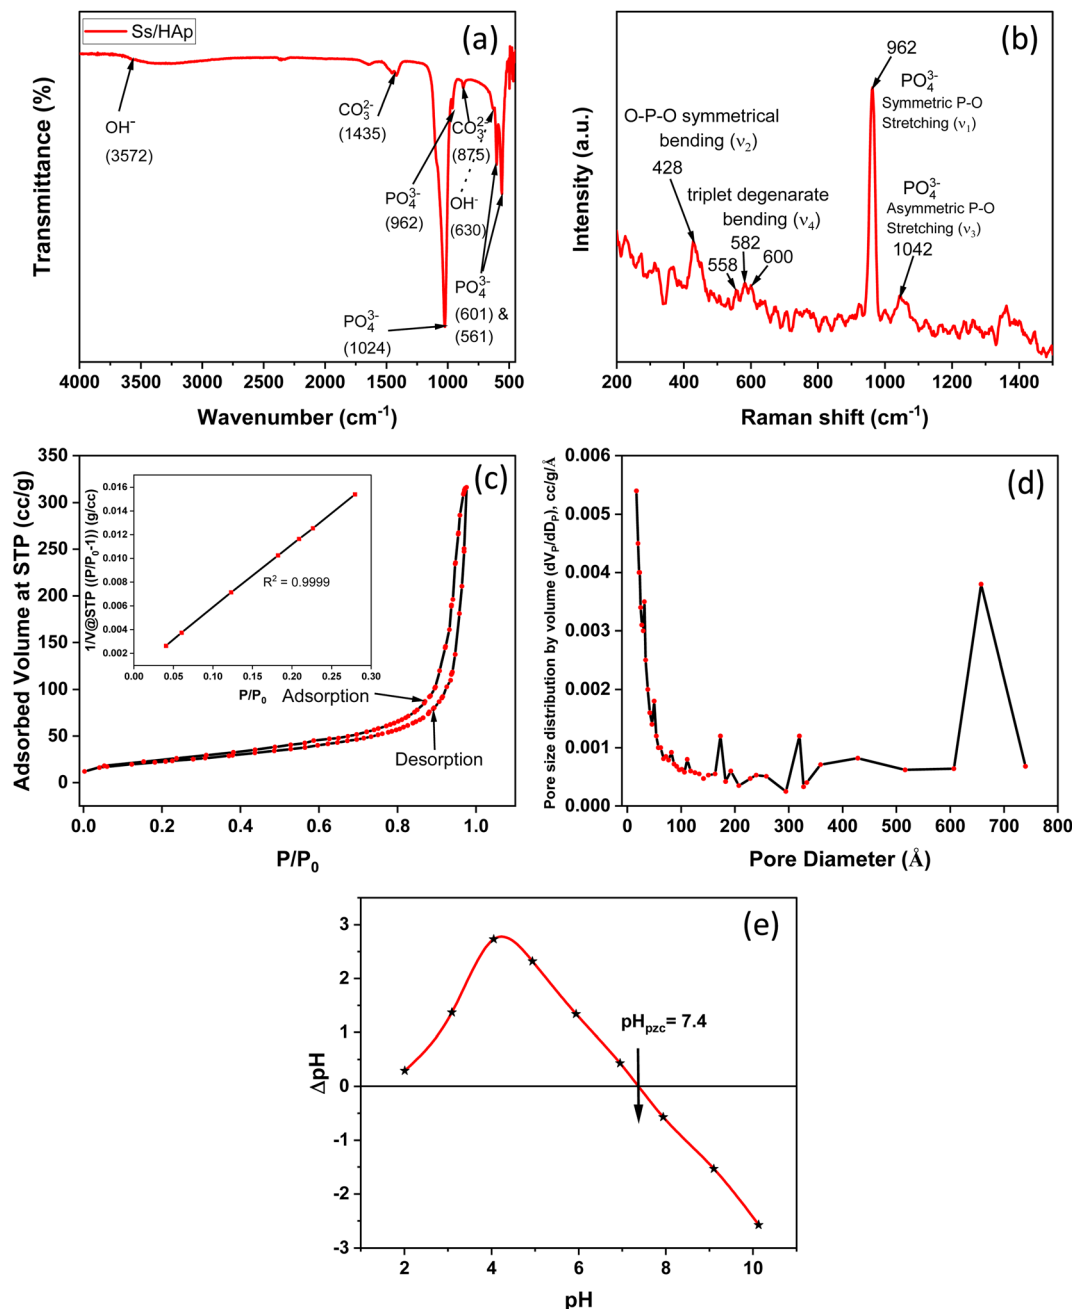 Ss/HAp
(a)
Transmittance (%)
OH⁻
(3572)
CO₃²⁻
(1435)
PO₄³⁻
(962)
CO₃²⁻
(875)
OH⁻
(630)
PO₄³⁻
(601) &
(561)
PO₄³⁻
(1024)
4000 3500 3000 2500 2000 1500 1000 500
Wavenumber (cm⁻¹)
(b)
Intensity (a.u.)
962
PO₄³⁻
Symmetric P-O
Stretching (ν₁)
O-P-O symmetrical
bending (ν₂)
428
triplet degenarate
bending (ν₄)
582
558
600
PO₄³⁻
Asymmetric P-O
Stretching (ν₃)
1042
200 400 600 800 1000 1200 1400
Raman shift (cm⁻¹)
(c)
Adsorbed Volume at STP (cc/g)
350
300
250
200
150
100
50
0
1/V@STP ((P/P₀-1)) (g/cc)
0.016
0.014
0.012
0.010
0.008
0.006
0.004
0.002
R² = 0.9999
0.00 0.05 0.10 0.15 0.20 0.25 0.30
P/P₀
Adsorption
Desorption
0.0 0.2 0.4 0.6 0.8 1.0
P/P₀
(d)
Pore size distribution by volume (dVₚ/dDₚ), cc/g/Å
0.006
0.005
0.004
0.003
0.002
0.001
0.000
0 100 200 300 400 500 600 700 800
Pore Diameter (Å)
(e)
ΔpH
3
2
1
0
-1
-2
-3
pHpzc= 7.4
2 4 6 8 10
pH